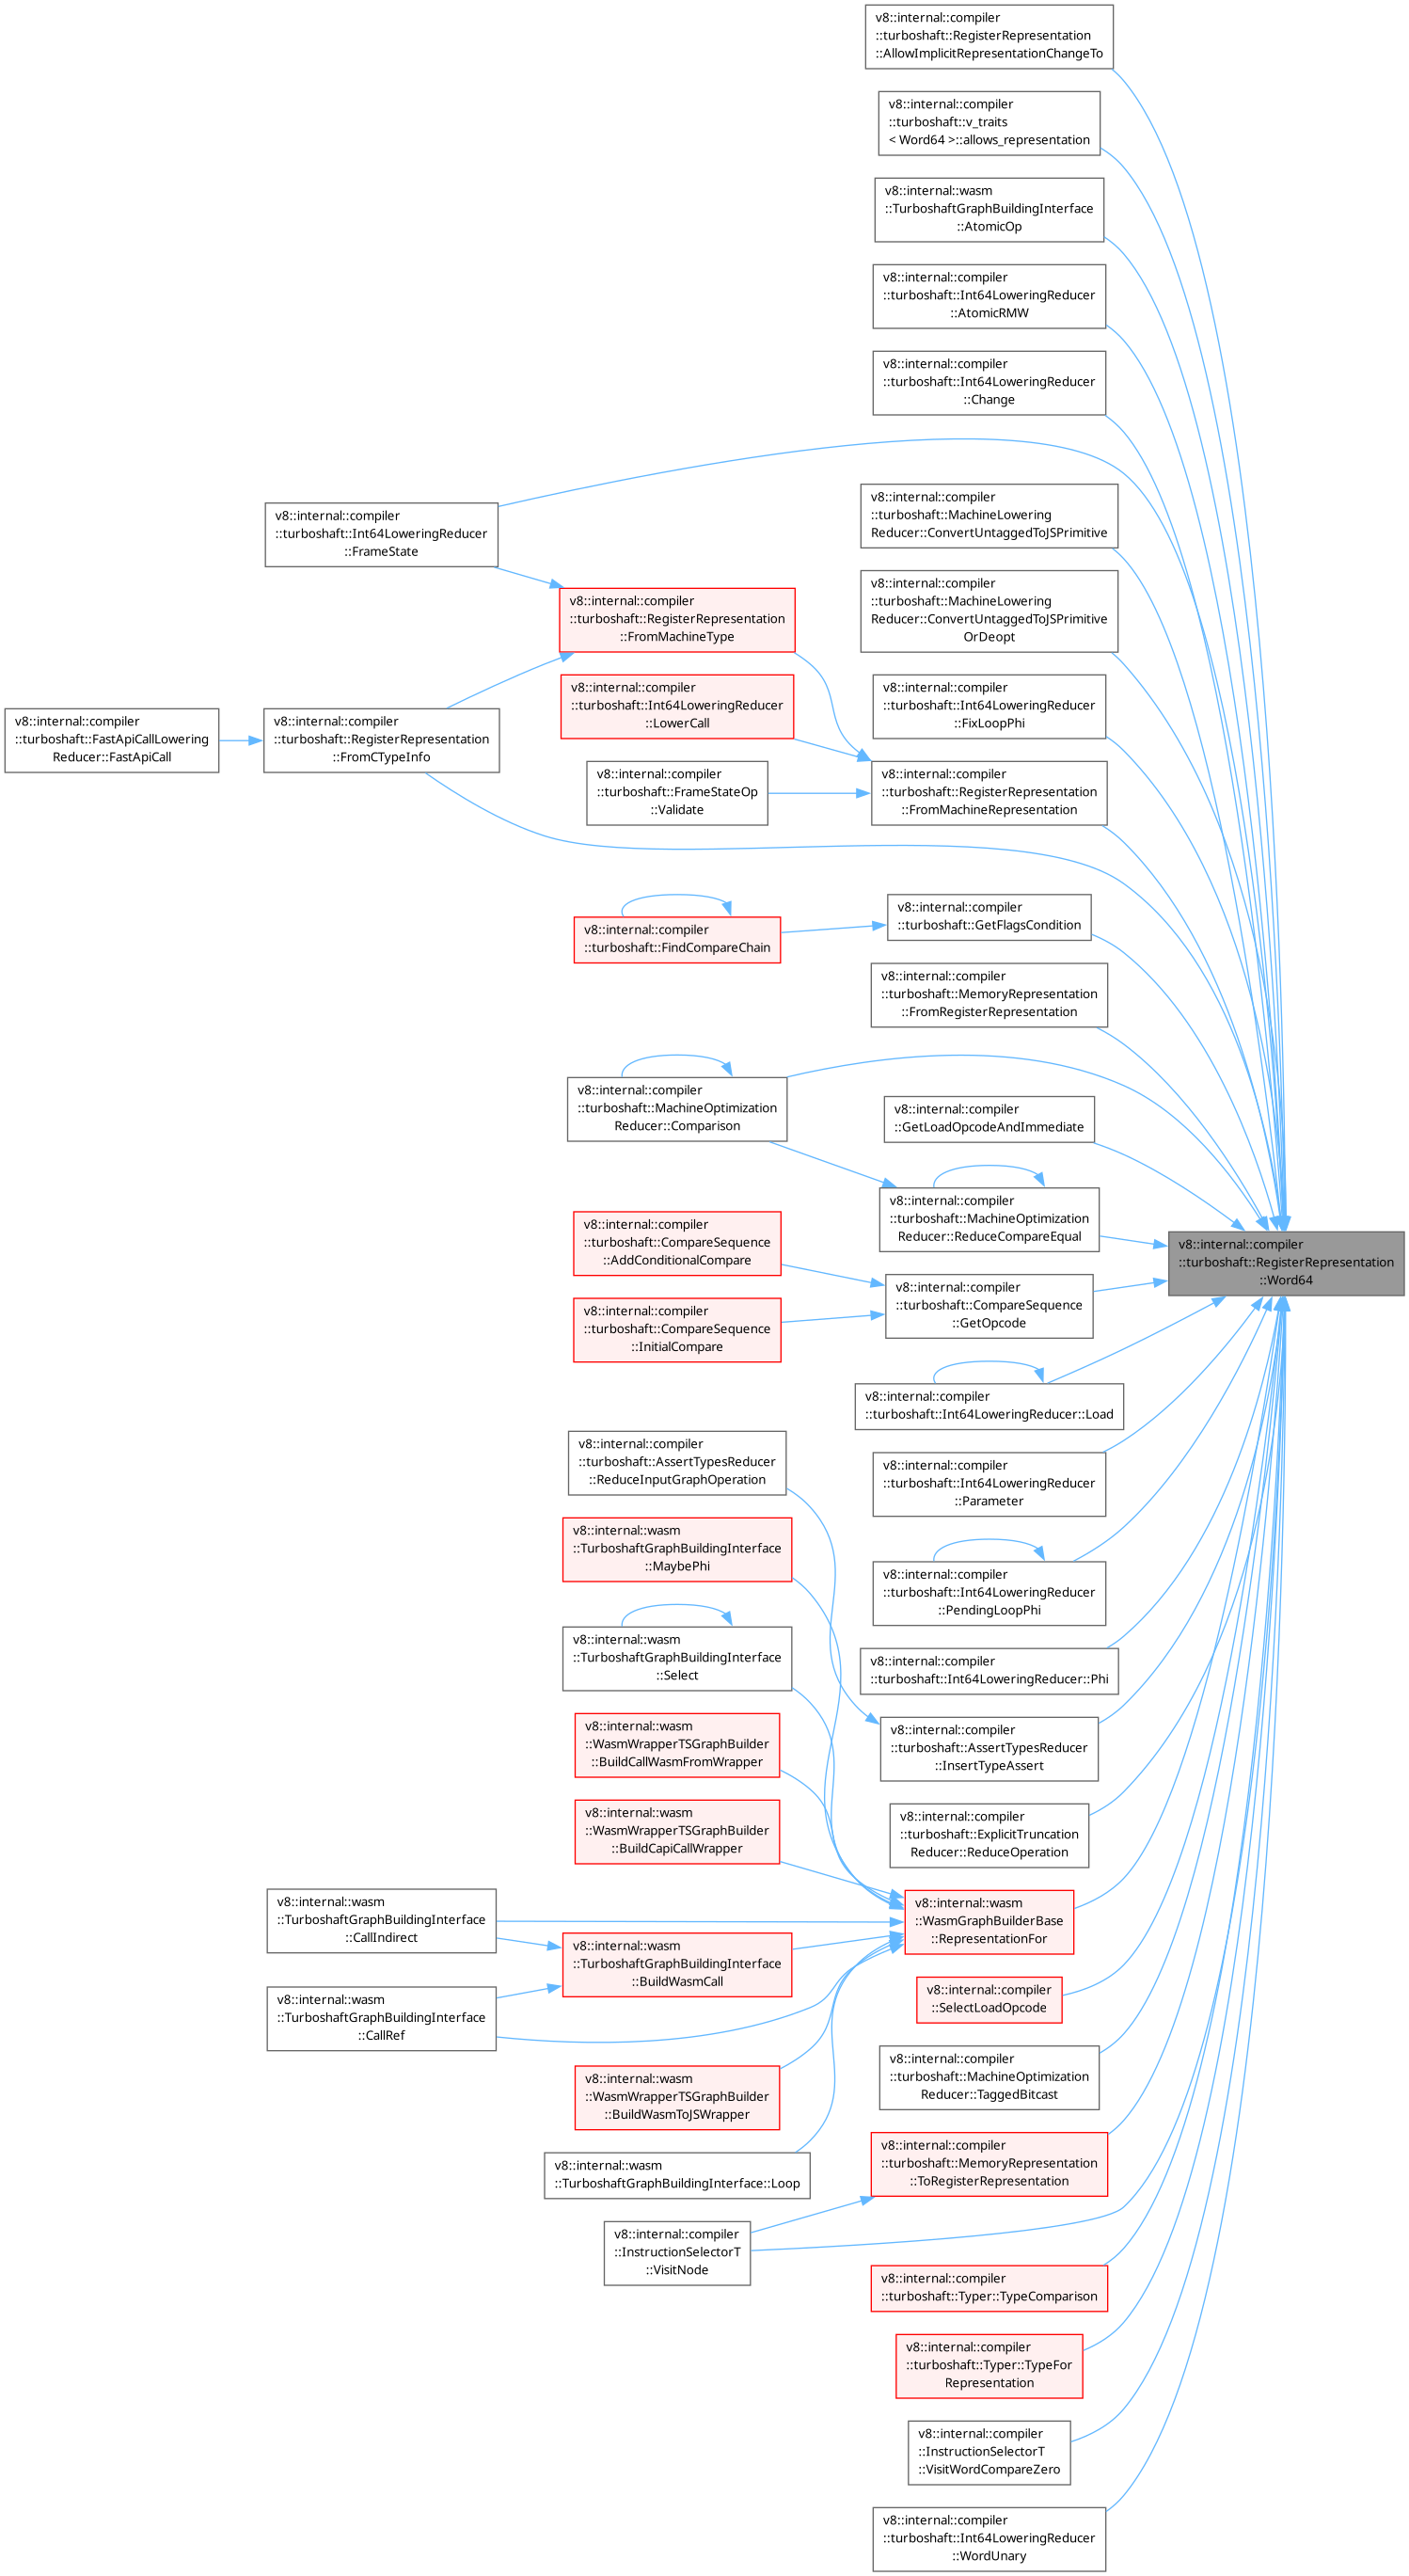 v8::internal::compiler
::turboshaft::RegisterRepresentation
::AllowImplicitRepresentationChangeTo
v8::internal::compiler
::turboshaft::v_traits
< Word64 >::allows_representation
v8::internal::wasm
::TurboshaftGraphBuildingInterface
::AtomicOp
v8::internal::compiler
::turboshaft::Int64LoweringReducer
::AtomicRMW
v8::internal::compiler
::turboshaft::Int64LoweringReducer
::Change
v8::internal::compiler
::turboshaft::Int64LoweringReducer
::FrameState
v8::internal::compiler
::turboshaft::MachineLowering
Reducer::ConvertUntaggedToJSPrimitive
v8::internal::compiler
::turboshaft::MachineLowering
Reducer::ConvertUntaggedToJSPrimitive
OrDeopt
v8::internal::compiler
::turboshaft::RegisterRepresentation
::FromMachineType
v8::internal::compiler
::turboshaft::Int64LoweringReducer
::LowerCall
v8::internal::compiler
::turboshaft::Int64LoweringReducer
::FixLoopPhi
v8::internal::compiler
::turboshaft::FastApiCallLowering
Reducer::FastApiCall
v8::internal::compiler
::turboshaft::RegisterRepresentation
::FromCTypeInfo
v8::internal::compiler
::turboshaft::FrameStateOp
::Validate
v8::internal::compiler
::turboshaft::RegisterRepresentation
::FromMachineRepresentation
v8::internal::compiler
::turboshaft::FindCompareChain
v8::internal::compiler
::turboshaft::GetFlagsCondition
v8::internal::compiler
::turboshaft::MemoryRepresentation
::FromRegisterRepresentation
v8::internal::compiler
::turboshaft::MachineOptimization
Reducer::Comparison
v8::internal::compiler
::GetLoadOpcodeAndImmediate
v8::internal::compiler
::turboshaft::MachineOptimization
Reducer::ReduceCompareEqual
v8::internal::compiler
::turboshaft::RegisterRepresentation
::Word64
v8::internal::compiler
::turboshaft::CompareSequence
::AddConditionalCompare
v8::internal::compiler
::turboshaft::CompareSequence
::GetOpcode
v8::internal::compiler
::turboshaft::CompareSequence
::InitialCompare
v8::internal::compiler
::turboshaft::Int64LoweringReducer::Load
v8::internal::compiler
::turboshaft::AssertTypesReducer
::ReduceInputGraphOperation
v8::internal::compiler
::turboshaft::Int64LoweringReducer
::Parameter
v8::internal::wasm
::TurboshaftGraphBuildingInterface
::MaybePhi
v8::internal::compiler
::turboshaft::Int64LoweringReducer
::PendingLoopPhi
v8::internal::wasm
::TurboshaftGraphBuildingInterface
::Select
v8::internal::compiler
::turboshaft::Int64LoweringReducer::Phi
v8::internal::wasm
::WasmWrapperTSGraphBuilder
::BuildCallWasmFromWrapper
v8::internal::compiler
::turboshaft::AssertTypesReducer
::InsertTypeAssert
v8::internal::wasm
::WasmWrapperTSGraphBuilder
::BuildCapiCallWrapper
v8::internal::compiler
::turboshaft::ExplicitTruncation
Reducer::ReduceOperation
v8::internal::wasm
::TurboshaftGraphBuildingInterface
::CallIndirect
v8::internal::wasm
::TurboshaftGraphBuildingInterface
::BuildWasmCall
v8::internal::wasm
::WasmGraphBuilderBase
::RepresentationFor
v8::internal::wasm
::TurboshaftGraphBuildingInterface
::CallRef
v8::internal::compiler
::SelectLoadOpcode
v8::internal::wasm
::WasmWrapperTSGraphBuilder
::BuildWasmToJSWrapper
v8::internal::compiler
::turboshaft::MachineOptimization
Reducer::TaggedBitcast
v8::internal::wasm
::TurboshaftGraphBuildingInterface::Loop
v8::internal::compiler
::turboshaft::MemoryRepresentation
::ToRegisterRepresentation
v8::internal::compiler
::InstructionSelectorT
::VisitNode
v8::internal::compiler
::turboshaft::Typer::TypeComparison
v8::internal::compiler
::turboshaft::Typer::TypeFor
Representation
v8::internal::compiler
::InstructionSelectorT
::VisitWordCompareZero
v8::internal::compiler
::turboshaft::Int64LoweringReducer
::WordUnary